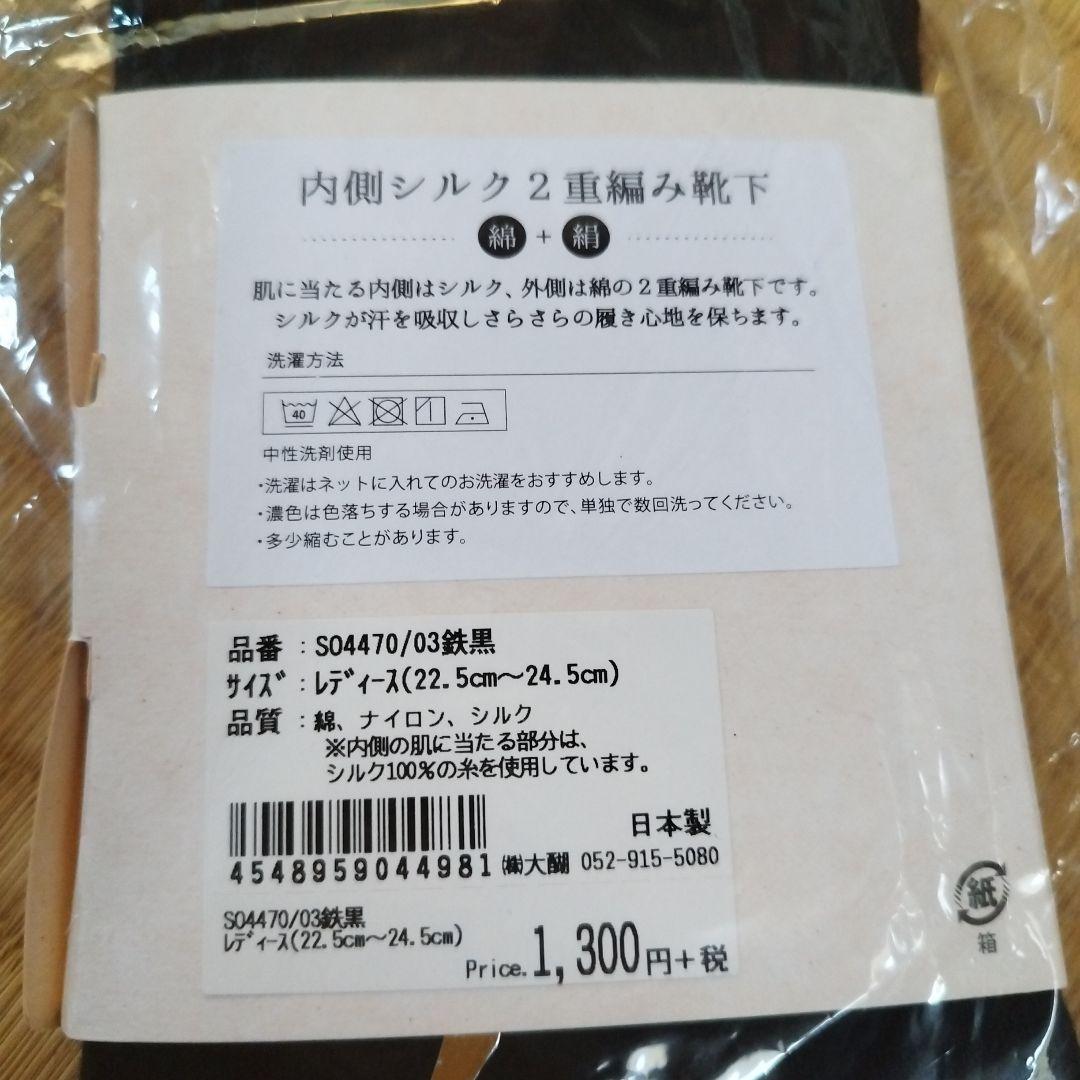 内側シルク2重編み靴下
綿 + 絹
肌に当たる内側はシルク、外側は綿の2重編み靴下です。
シルクが汗を吸収しさらさらの履き心地を保ちます。
洗濯方法
40
中性洗剤使用
・洗濯はネットに入れてのお洗濯をおすすめします。
・濃色は色落ちする場合がありますので、単独で数回洗ってください。
・多少縮むことがあります。
品番 : SO4470/03鉄黒
ｻｲｽﾞ : ﾚﾃﾞｨｰｽ(22.5cm～24.5cm)
品質 : 綿、ナイロン、シルク
※内側の肌に当たる部分は、
シルク100%の糸を使用しています。
日本製
4548959044981 ㈱大醐 052-915-5080
SO4470/03鉄黒
ﾚﾃﾞｨｰｽ(22.5cm～24.5cm)
Price. 1,300円+税
紙
箱